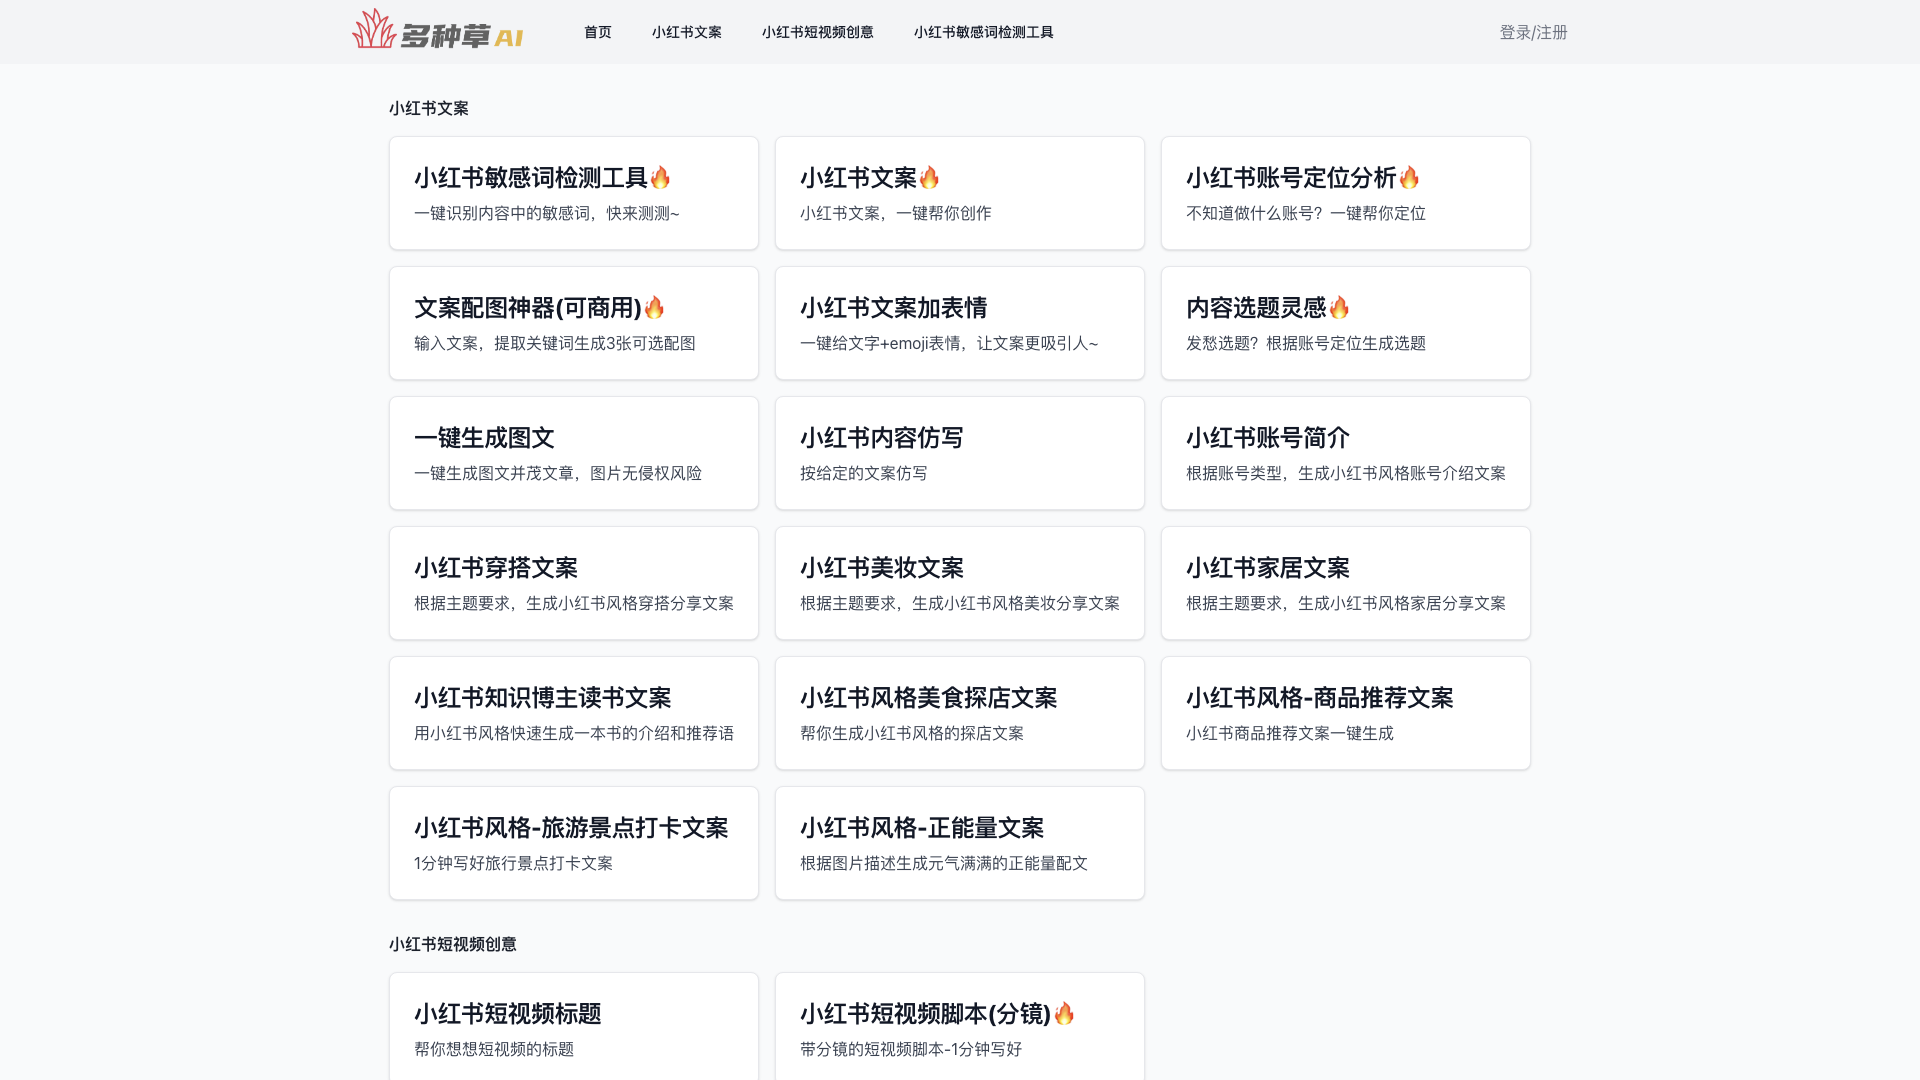 多种草 AI
首页
小红书文案
小红书短视频创意
小红书敏感词检测工具
登录/注册
小红书文案
小红书敏感词检测工具🔥
一键识别内容中的敏感词，快来测测~
小红书文案🔥
小红书文案，一键帮你创作
小红书账号定位分析🔥
不知道做什么账号？一键帮你定位
文案配图神器(可商用)🔥
输入文案，提取关键词生成3张可选配图
小红书文案加表情
一键给文字+emoji表情，让文案更吸引人~
内容选题灵感🔥
发愁选题？根据账号定位生成选题
一键生成图文
一键生成图文并茂文章，图片无侵权风险
小红书内容仿写
按给定的文案仿写
小红书账号简介
根据账号类型，生成小红书风格账号介绍文案
小红书穿搭文案
根据主题要求，生成小红书风格穿搭分享文案
小红书美妆文案
根据主题要求，生成小红书风格美妆分享文案
小红书家居文案
根据主题要求，生成小红书风格家居分享文案
小红书知识博主读书文案
用小红书风格快速生成一本书的介绍和推荐语
小红书风格美食探店文案
帮你生成小红书风格的探店文案
小红书风格-商品推荐文案
小红书商品推荐文案一键生成
小红书风格-旅游景点打卡文案
1分钟写好旅行景点打卡文案
小红书风格-正能量文案
根据图片描述生成元气满满的正能量配文
小红书短视频创意
小红书短视频标题
帮你想想短视频的标题
小红书短视频脚本(分镜)🔥
带分镜的短视频脚本-1分钟写好